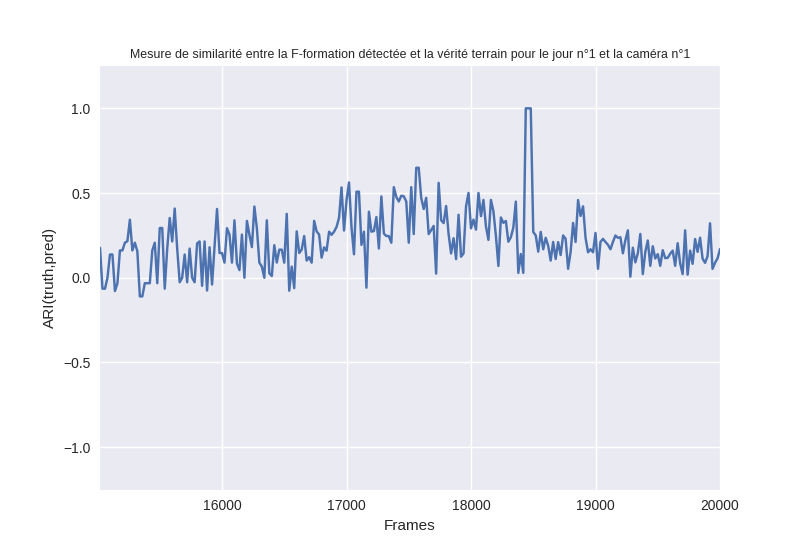 Mesure de similarité entre la F-formation détectée et la vérité terrain pour le jour n°1 et la caméra n°1
1.0
0.5
0.0
−0.5
−1.0
ARI(truth,pred)
16000 17000 18000 19000 20000
Frames